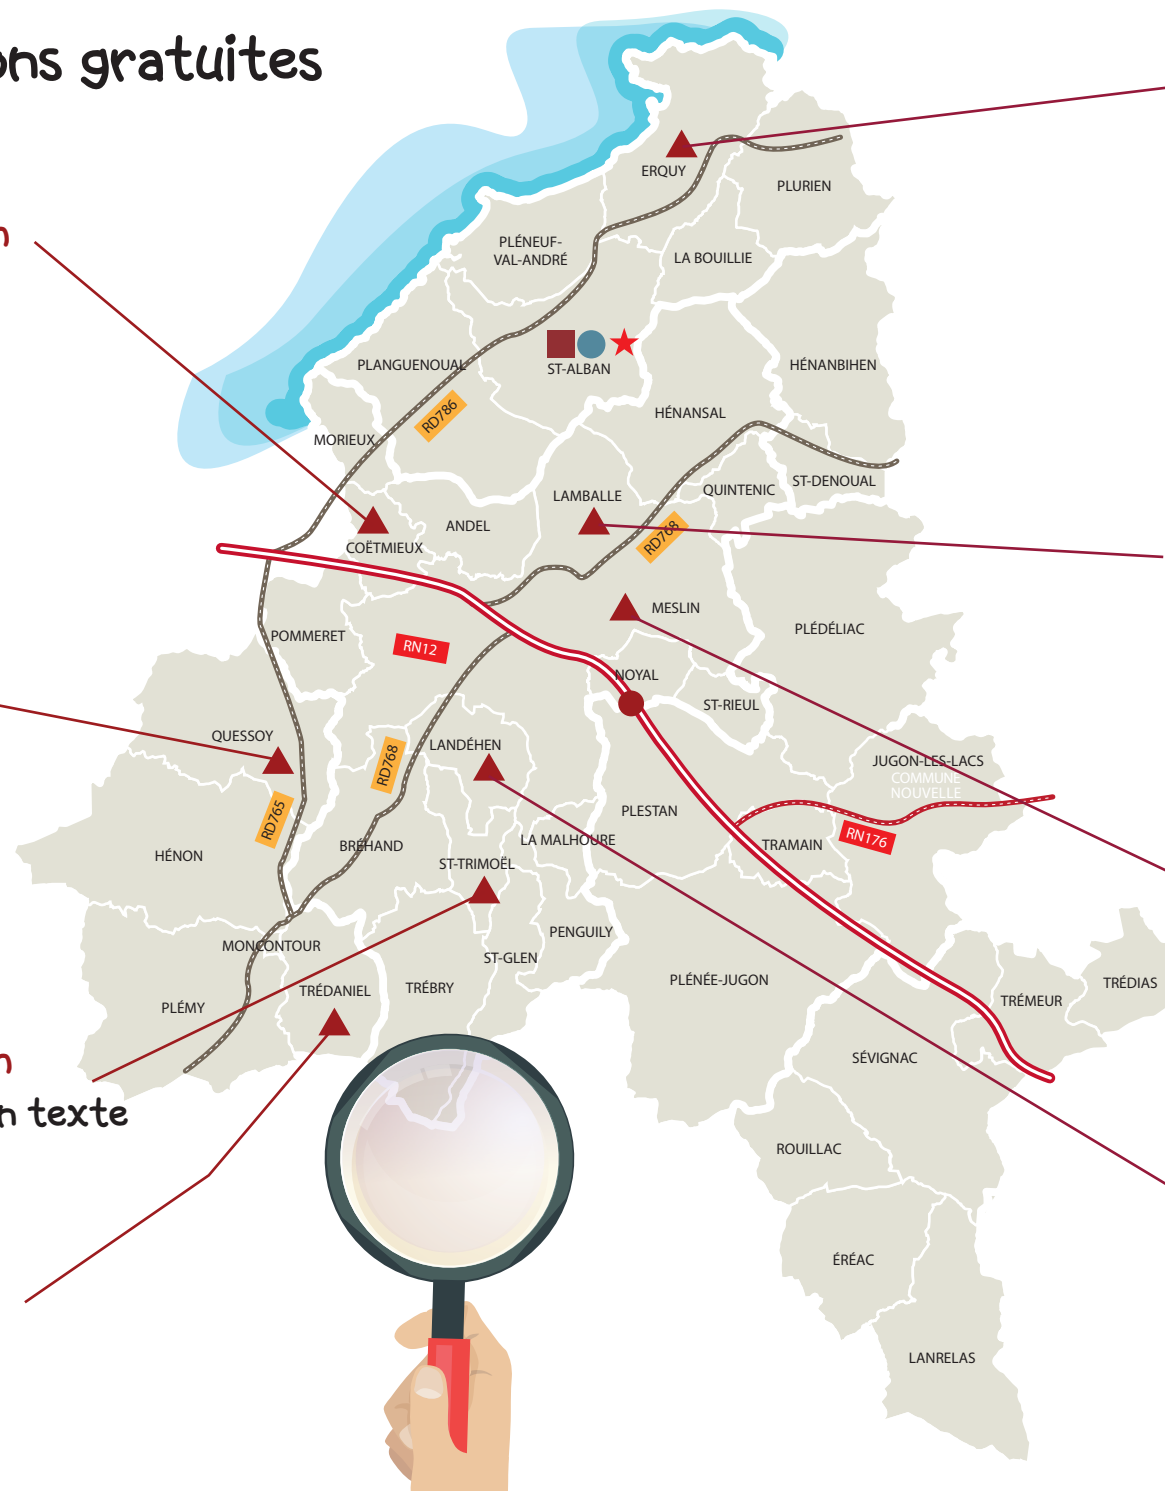 ons gratuites
ERQUY
PLURIEN
n
PLÉNEUF-
VAL-ANDRÉ
LA BOUILLIE
PLANGUENOUAL
ST-ALBAN
HÉNANBIHEN
RD786
HÉNANSAL
MORIEUX
LAMBALLE
QUINTENIC
ST-DENOUAL
ANDEL
COËTMIEUX
RD768
MESLIN
PLÉDÉLIAC
POMMERET
RN12
NOYAL
ST-RIEUL
QUESSOY
LANDÉHEN
RD768
JUGON-LES-LACS
COMMUNE
NOUVELLE
RD765
PLESTAN
HÉNON
BRÉHAND
LA MALHOURE
TRAMAIN
RN176
ST-TRIMOËL
MONCONTOUR
PENGUILY
ST-GLEN
PLÉMY
TRÉDANIEL
TRÉBRY
PLÉNÉE-JUGON
TRÉMEUR
TRÉDIAS
SÉVIGNAC
n
n texte
ROUILLAC
ÉRÉAC
LANRELAS